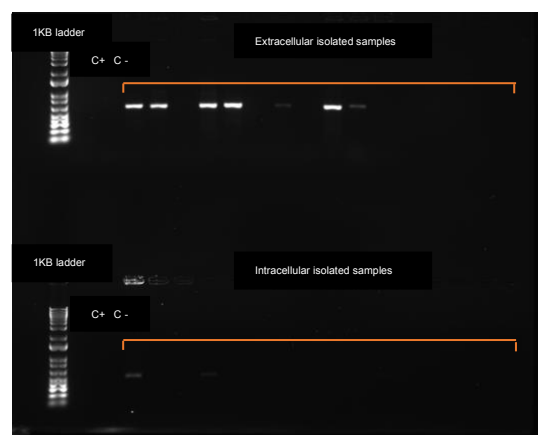 1KB ladder
Extracellular isolated samples
C+ C -
1KB ladder
Intracellular isolated samples
C+ C -